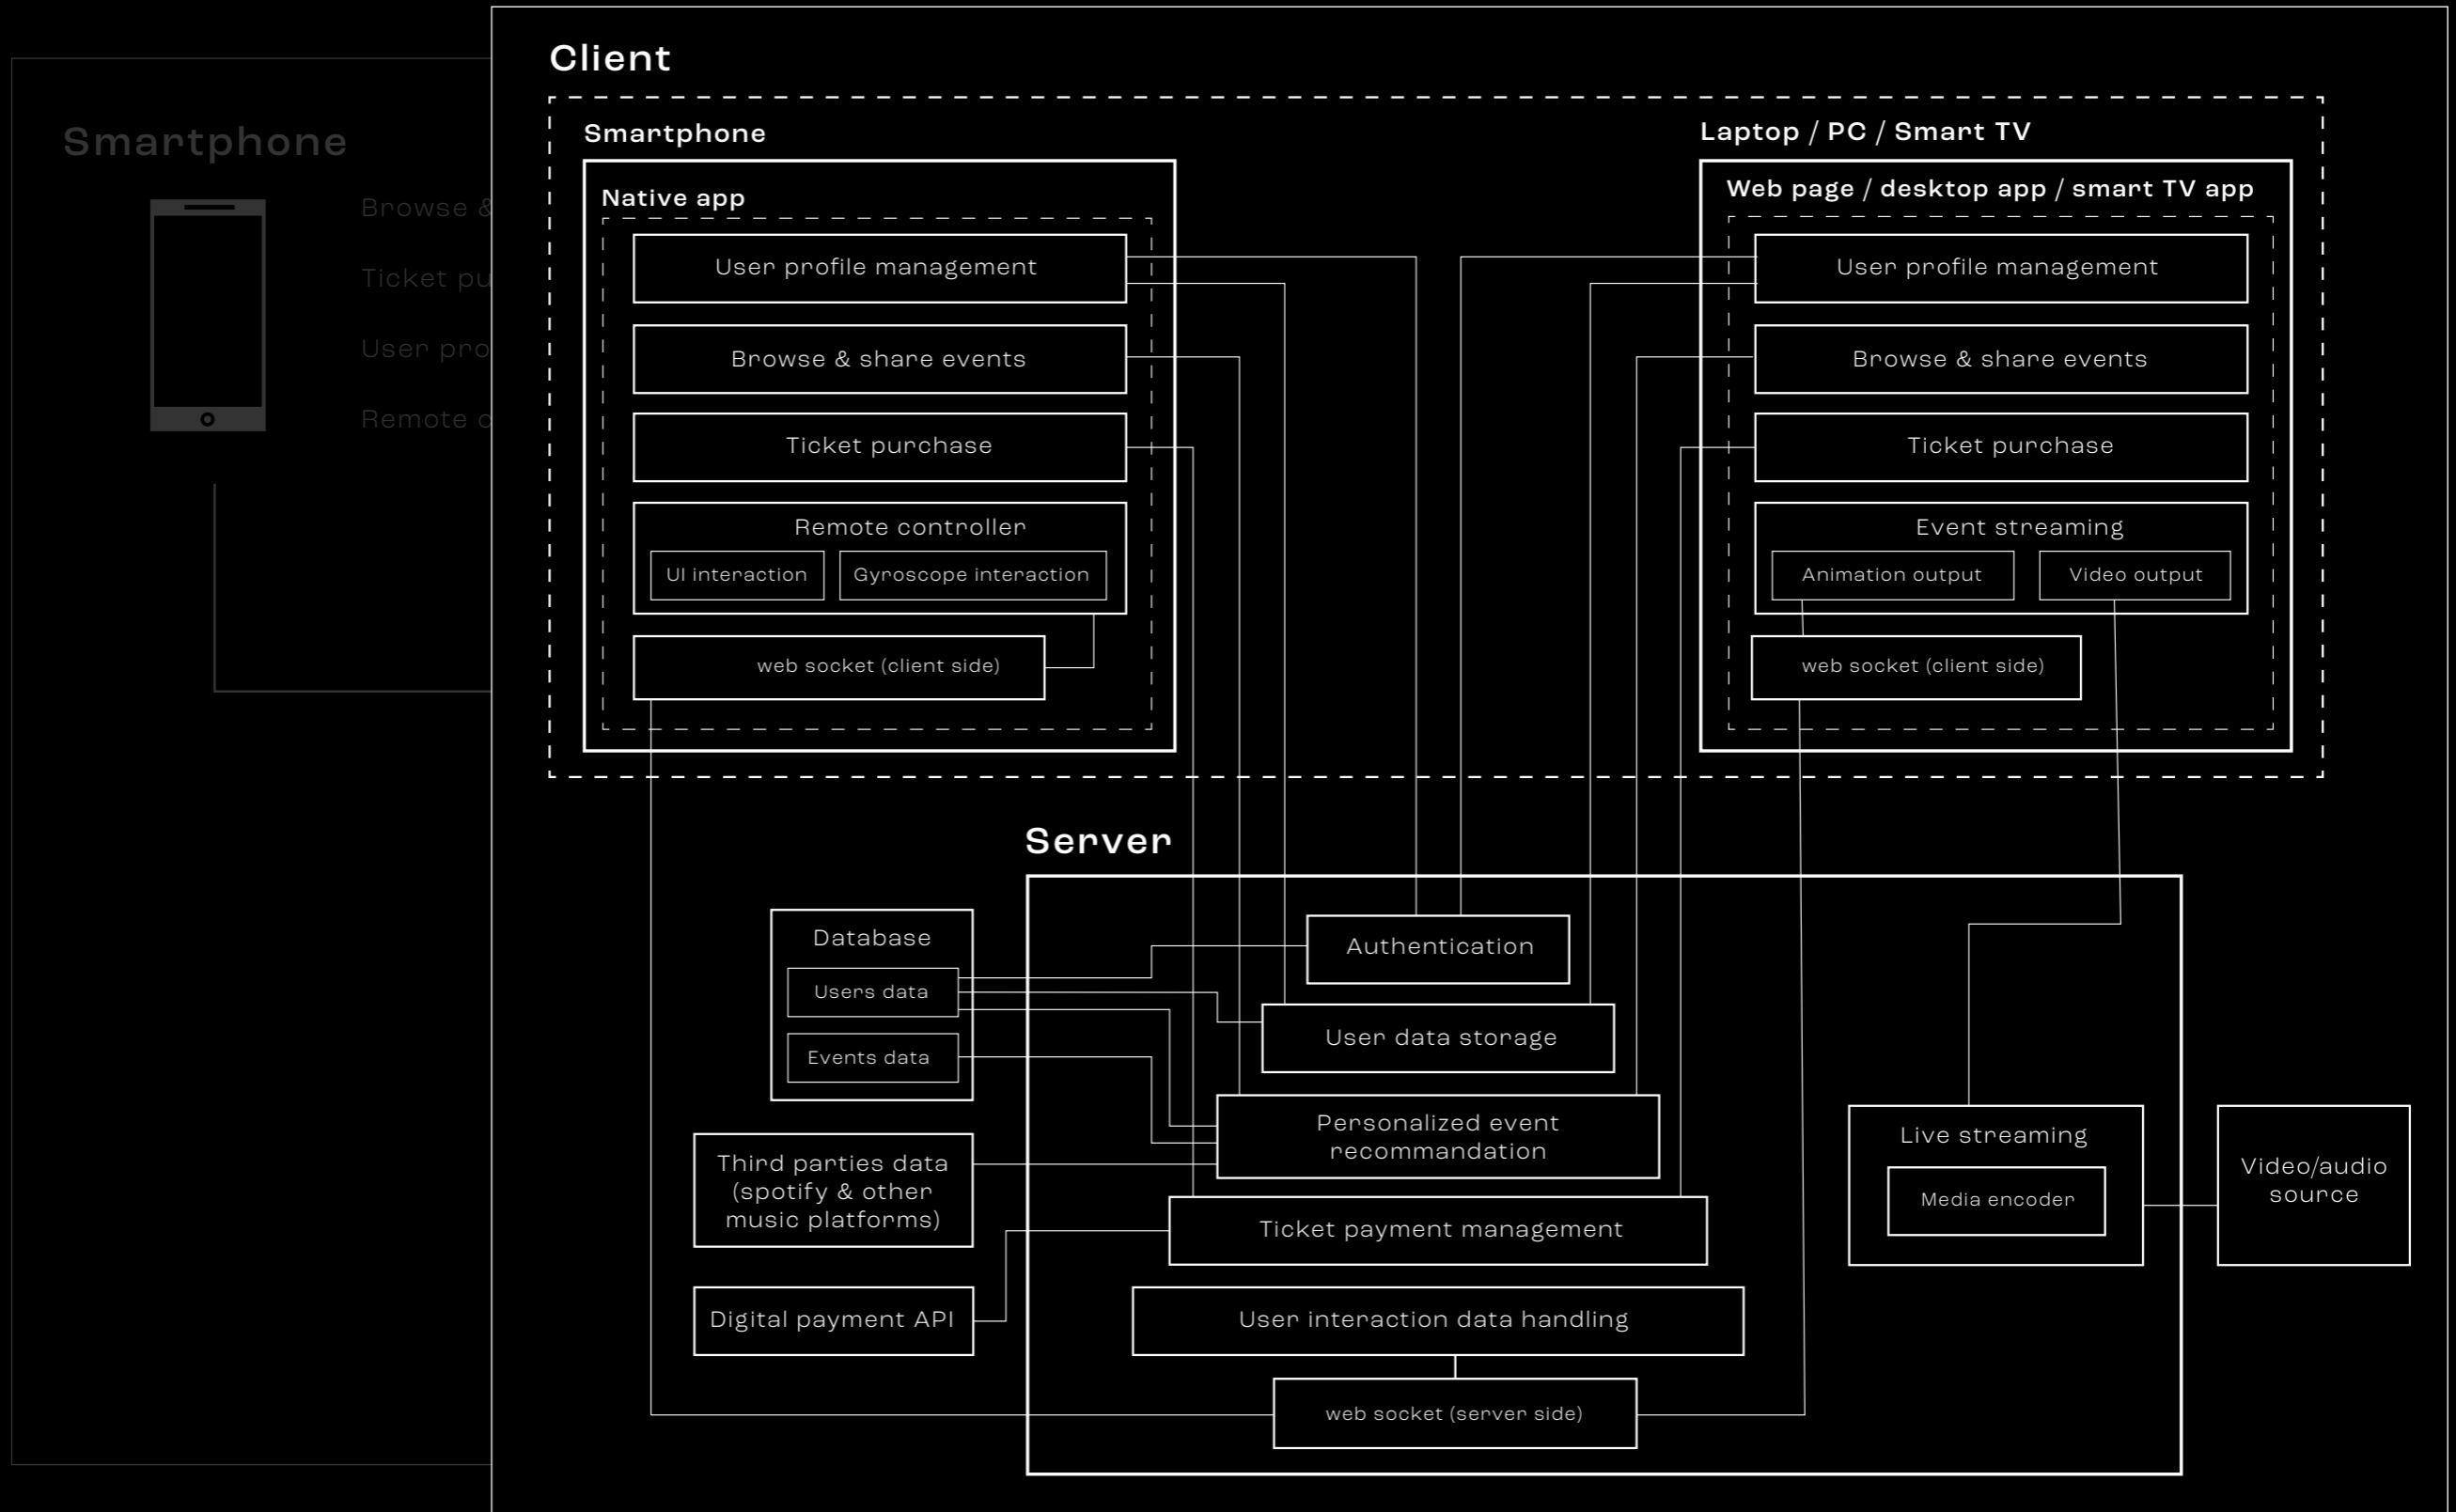 Client
Smartphone
Browse &
Ticket pu
User pro
Remote c
Smartphone
Native app
User profile management
Browse & share events
Ticket purchase
Remote controller
UI interaction
Gyroscope interaction
web socket (client side)
Laptop / PC / Smart TV
Web page / desktop app / smart TV app
User profile management
Browse & share events
Ticket purchase
Event streaming
Animation output
Video output
web socket (client side)
Server
Database
Users data
Events data
Third parties data
(spotify & other
music platforms)
Digital payment API
Authentication
User data storage
Personalized event
recommandation
Ticket payment management
User interaction data handling
web socket (server side)
Live streaming
Media encoder
Video/audio
source